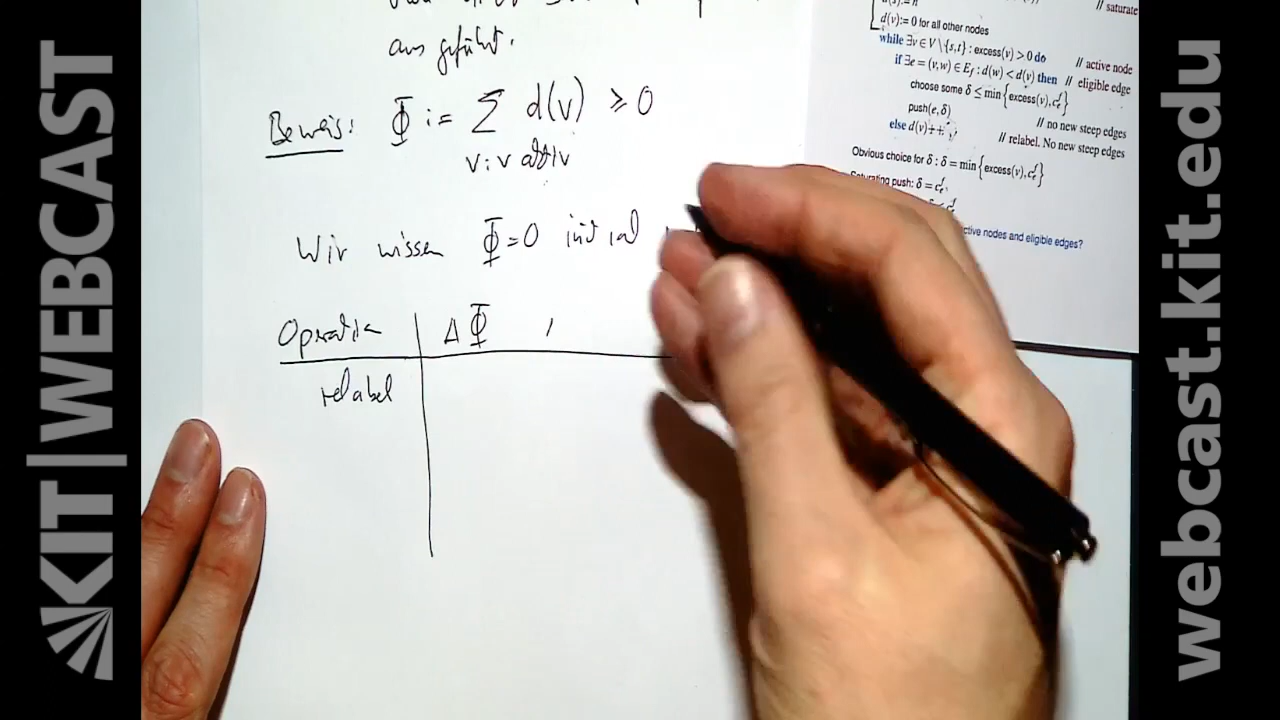 KIT|WEBCAST
ausgeführt.
Beweis: Φ := Σ d(v) ≥ 0
v: v aktiv
Wir wissen Φ=0 initial
Operation ΔΦ
relabel
// saturate
d(v):= 0 for all other nodes
while ∃v ∈ V \ {s,t} : excess(v) > 0 do // active node
if ∃e = (v,w) ∈ E_f : d(w) < d(v) then // eligible edge
choose some δ ≤ min{excess(v), c_e^f}
push(e,δ) // no new steep edges
else d(v)++ // relabel. No new steep edges
Obvious choice for δ : δ = min{excess(v), c_e^f}
Saturating push: δ = c_e^f
active nodes and eligible edges?
webcast.kit.edu